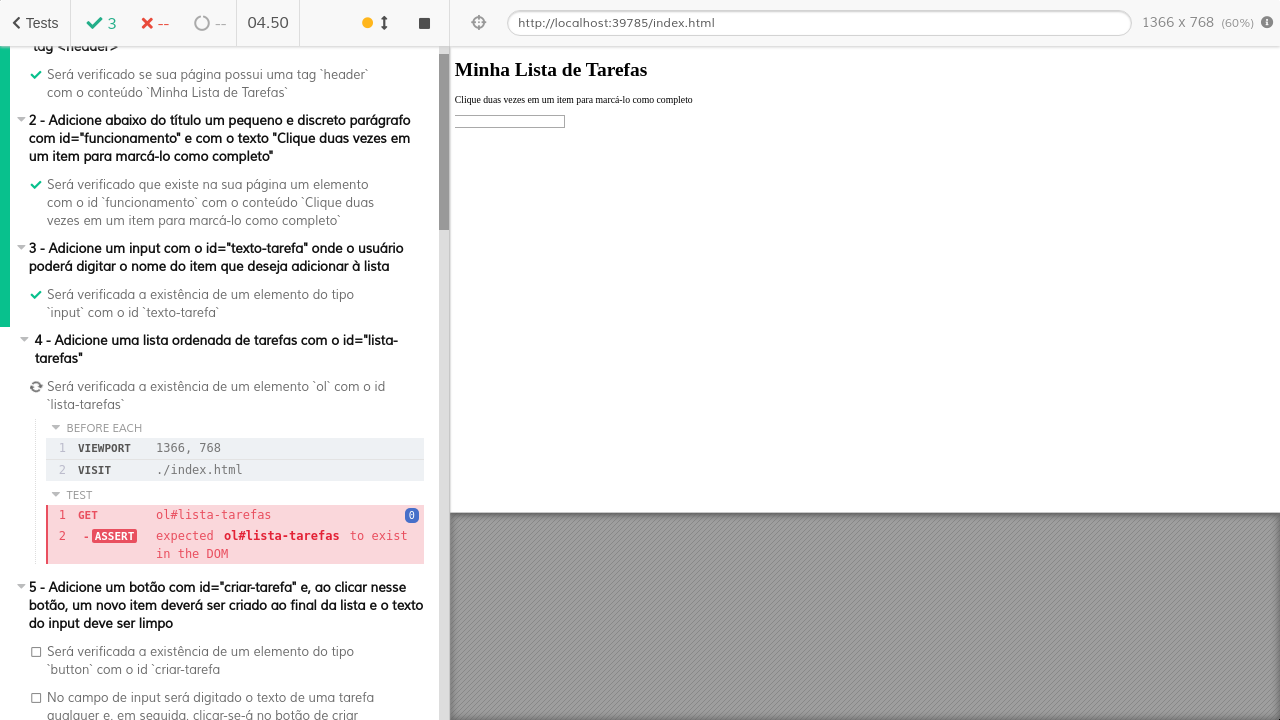 Tests
3
--
--
04.50
http://localhost:39785/index.html
1366 x 768 (60%)
tag <header>
Será verificado se sua página possui uma tag `header`
com o conteúdo `Minha Lista de Tarefas`
2 - Adicione abaixo do título um pequeno e discreto parágrafo
com id="funcionamento" e com o texto "Clique duas vezes em
um item para marcá-lo como completo"
Será verificado que existe na sua página um elemento
com o id `funcionamento` com o conteúdo `Clique duas
vezes em um item para marcá-lo como completo`
3 - Adicione um input com o id="texto-tarefa" onde o usuário
poderá digitar o nome do item que deseja adicionar à lista
Será verificada a existência de um elemento do tipo
`input` com o id `texto-tarefa`
4 - Adicione uma lista ordenada de tarefas com o id="lista-
tarefas"
Será verificada a existência de um elemento `ol` com o id
`lista-tarefas`
BEFORE EACH
1 VIEWPORT 1366, 768
2 VISIT ./index.html
TEST
1 GET ol#lista-tarefas 0
2 -ASSERT expected ol#lista-tarefas to exist
in the DOM
5 - Adicione um botão com id="criar-tarefa" e, ao clicar nesse
botão, um novo item deverá ser criado ao final da lista e o texto
do input deve ser limpo
Será verificada a existência de um elemento do tipo
`button` com o id `criar-tarefa
No campo de input será digitado o texto de uma tarefa
qualquer e, em seguida, clicar-se-á no botão de criar
Minha Lista de Tarefas
Clique duas vezes em um item para marcá-lo como completo